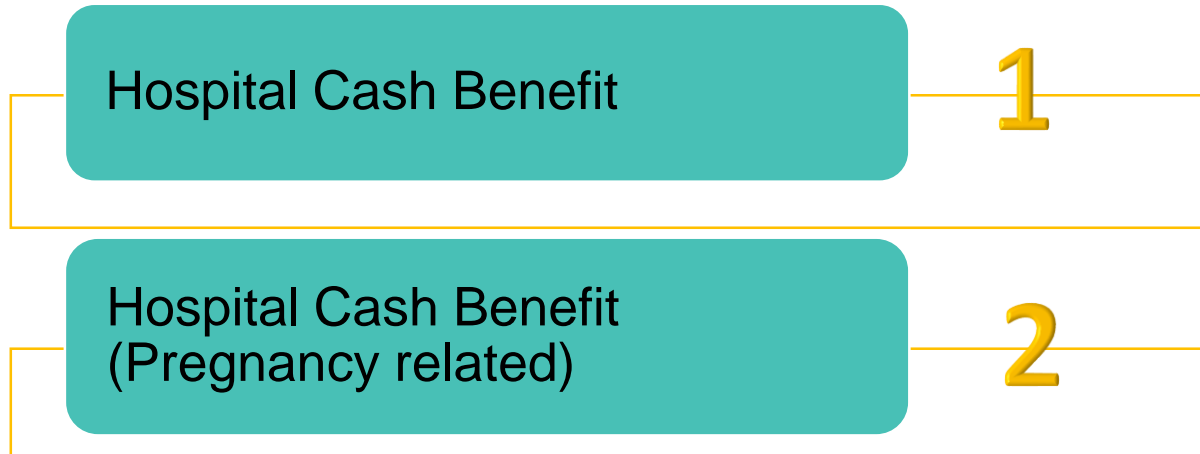 Hospital Cash Benefit
1
Hospital Cash Benefit
(Pregnancy related)
2